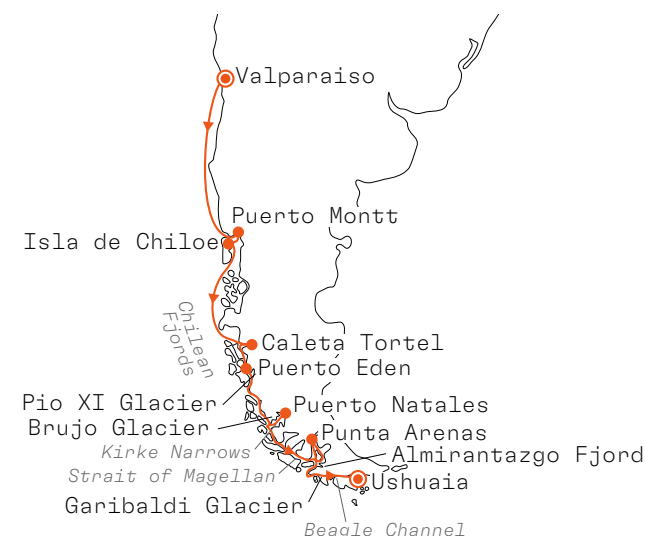 Valparaiso
Puerto Montt
Isla de Chiloe
Chilean
Fjords
Caleta Tortel
Puerto Eden
Pio XI Glacier
Puerto Natales
Brujo Glacier
Punta Arenas
Kirke Narrows
Almirantazgo Fjord
Strait of Magellan
Ushuaia
Garibaldi Glacier
Beagle Channel